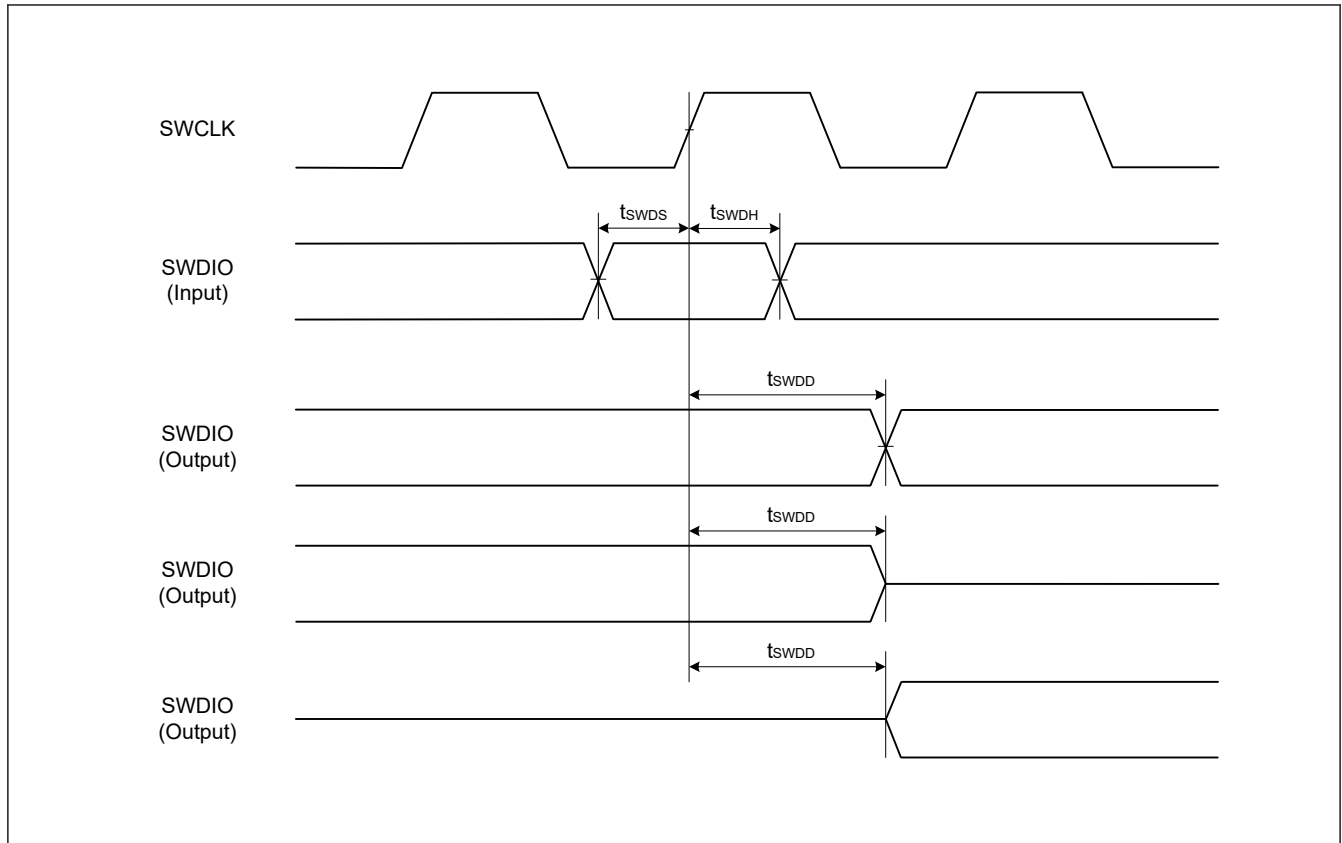 SWCLK
tSWDS
tSWDH
SWDIO
(Input)
tSWDD
SWDIO
(Output)
tSWDD
SWDIO
(Output)
tSWDD
SWDIO
(Output)